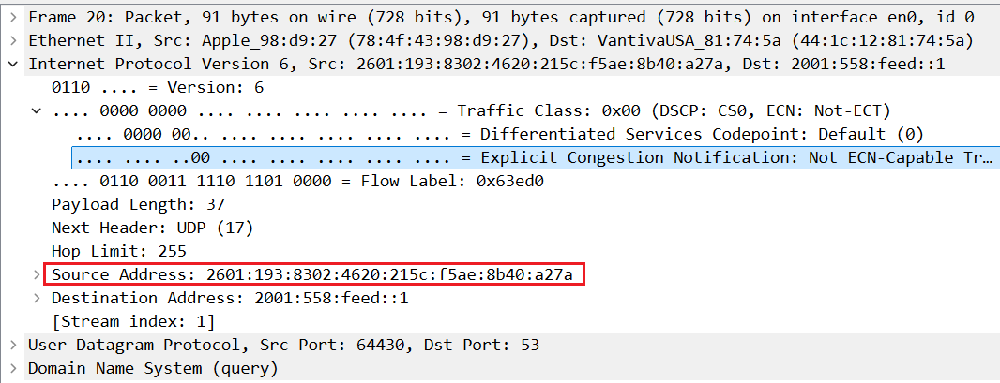 Frame 20: Packet, 91 bytes on wire (728 bits), 91 bytes captured (728 bits) on interface en0, id 0
Ethernet II, Src: Apple_98:d9:27 (78:4f:43:98:d9:27), Dst: VantivaUSA_81:74:5a (44:1c:12:81:74:5a)
Internet Protocol Version 6, Src: 2601:193:8302:4620:215c:f5ae:8b40:a27a, Dst: 2001:558:feed::1
0110 .... = Version: 6
.... 0000 0000 .... .... .... .... .... = Traffic Class: 0x00 (DSCP: CS0, ECN: Not-ECT)
.... 0000 00.. .... .... .... .... .... = Differentiated Services Codepoint: Default (0)
.... .... ..00 .... .... .... .... .... = Explicit Congestion Notification: Not ECN-Capable Tr…
.... 0110 0011 1110 1101 0000 = Flow Label: 0x63ed0
Payload Length: 37
Next Header: UDP (17)
Hop Limit: 255
Source Address: 2601:193:8302:4620:215c:f5ae:8b40:a27a
Destination Address: 2001:558:feed::1
[Stream index: 1]
User Datagram Protocol, Src Port: 64430, Dst Port: 53
Domain Name System (query)